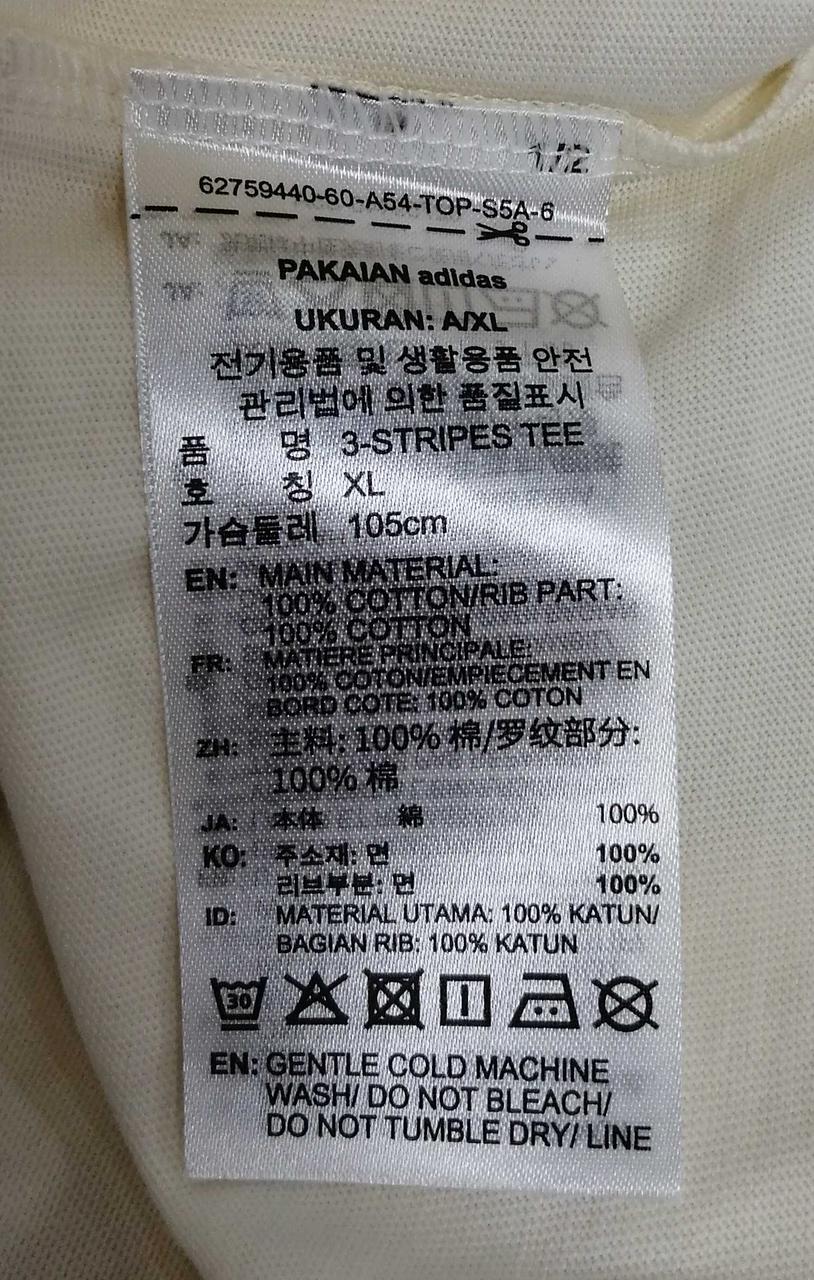 1/2
62759440-60-A54-TOP-S5A-6
PAKAIAN adidas
UKURAN: A/XL
전기용품 및 생활용품 안전
관리법에 의한 품질표시
품 명 3-STRIPES TEE
호 칭 XL
가슴둘레 105cm
EN: MAIN MATERIAL:
100% COTTON/RIB PART:
100% COTTON
FR: MATIERE PRINCIPALE:
100% COTON/EMPIECEMENT EN
BORD COTE: 100% COTON
ZH: 主料: 100% 棉/罗纹部分:
100% 棉
JA: 本体 綿 100%
KO: 주소재: 면 100%
리브부분: 면 100%
ID: MATERIAL UTAMA: 100% KATUN/
BAGIAN RIB: 100% KATUN
30
EN: GENTLE COLD MACHINE
WASH/ DO NOT BLEACH/
DO NOT TUMBLE DRY/ LINE